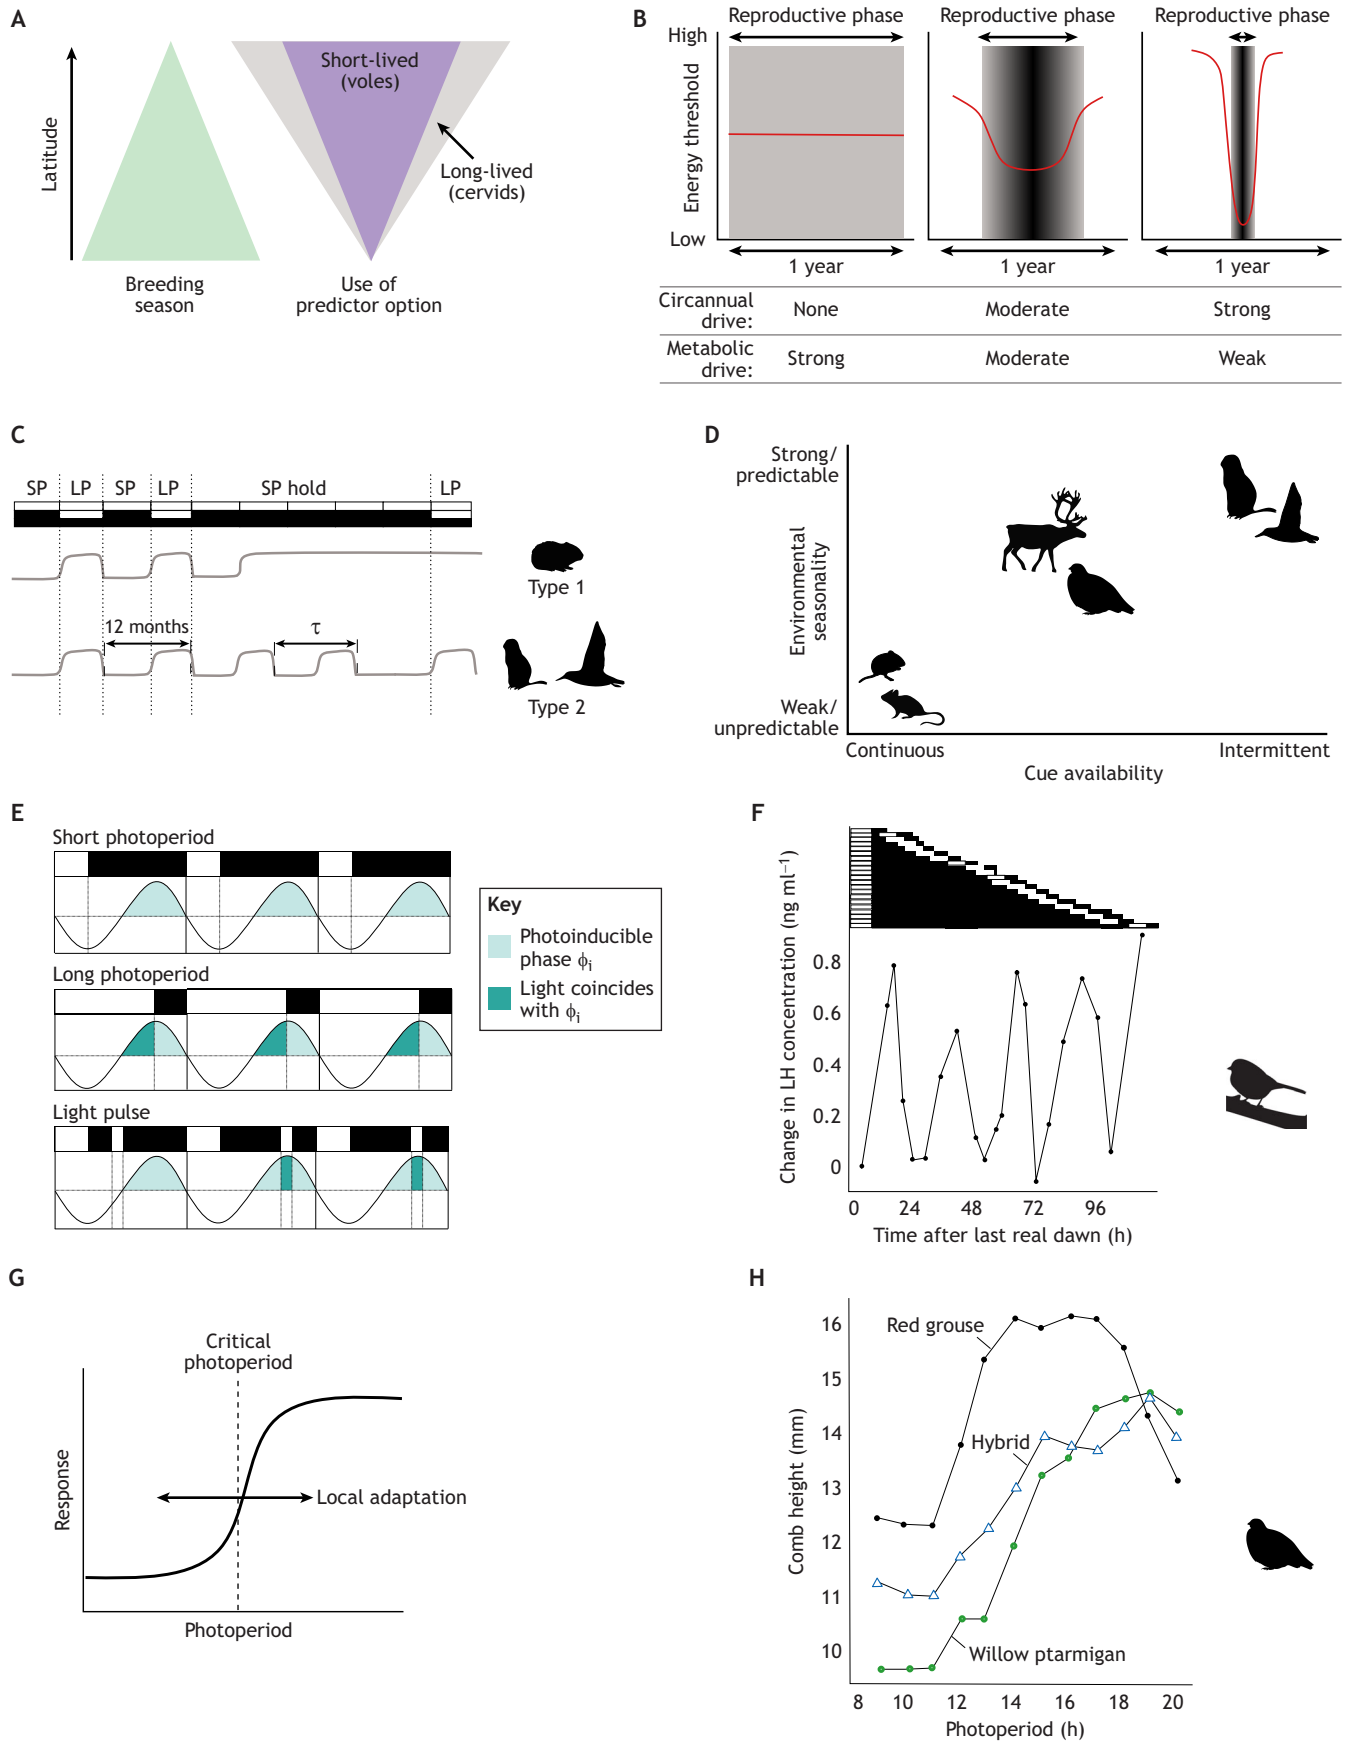 A
Latitude
Short-lived
(voles)
Long-lived
(cervids)
Breeding
season
Use of
predictor option
B
Reproductive phase
Reproductive phase
Reproductive phase
High
Energy threshold
Low
1 year
1 year
1 year
Circannual
drive:
None
Moderate
Strong
Metabolic
drive:
Strong
Moderate
Weak
C
SP
LP
SP
LP
SP hold
LP
Type 1
12 months
τ
Type 2
D
Strong/
predictable
Environmental
seasonality
Weak/
unpredictable
Continuous
Intermittent
Cue availability
E
Short photoperiod
Long photoperiod
Light pulse
Key
Photoinducible
phase ϕi
Light coincides
with ϕi
F
Change in LH concentration (ng ml−1)
0.8
0.6
0.4
0.2
0
0 24 48 72 96
Time after last real dawn (h)
G
Critical
photoperiod
Response
Local adaptation
Photoperiod
H
Comb height (mm)
16
15
14
13
12
11
10
Red grouse
Hybrid
Willow ptarmigan
8 10 12 14 16 18 20
Photoperiod (h)